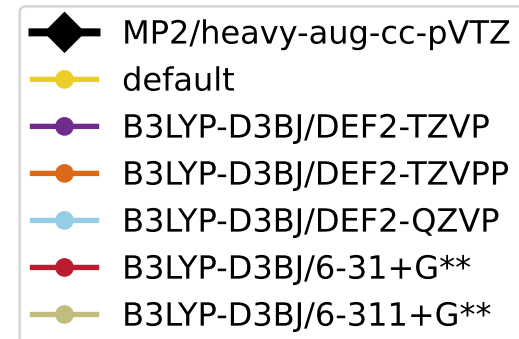 MP2/heavy-aug-cc-pVTZ
default
B3LYP-D3BJ/DEF2-TZVP
B3LYP-D3BJ/DEF2-TZVPP
B3LYP-D3BJ/DEF2-QZVP
B3LYP-D3BJ/6-31+G**
B3LYP-D3BJ/6-311+G**